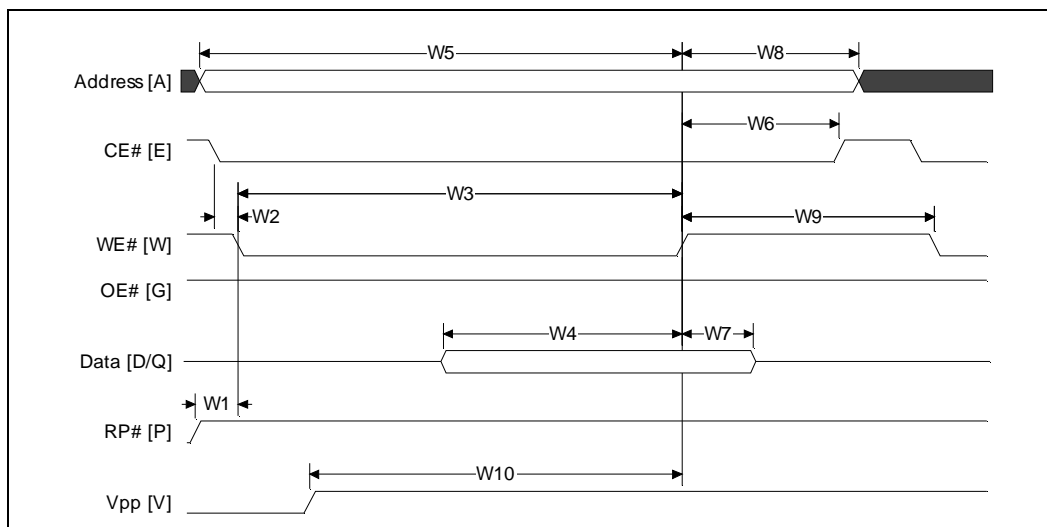 W5 W8
Address [A]
W6
CE# [E]
W3
W2 W9
WE# [W]
OE# [G]
W4 W7
Data [D/Q]
W1
RP# [P]
W10
Vpp [V]